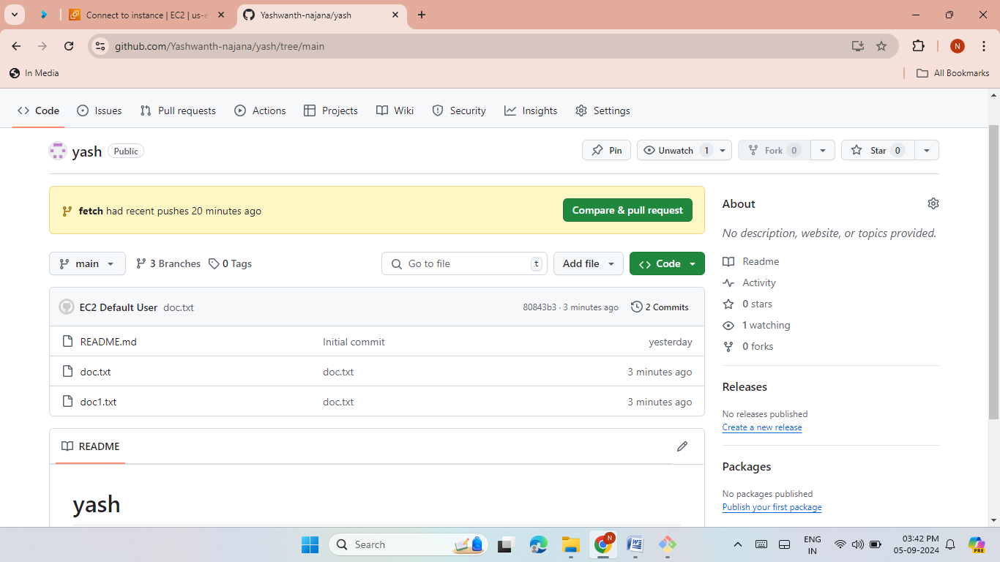 Connect to instance | EC2 | us-e
Yashwanth-najana/yash
github.com/Yashwanth-najana/yash/tree/main
N
In Media
All Bookmarks
Code Issues Pull requests Actions Projects Wiki Security Insights Settings
yash Public
Pin Unwatch 1 Fork 0 Star 0
fetch had recent pushes 20 minutes ago
Compare & pull request
About
No description, website, or topics provided.
main 3 Branches 0 Tags Go to file t Add file Code
Readme
Activity
0 stars
1 watching
0 forks
EC2 Default User doc.txt 80843b3 · 3 minutes ago 2 Commits
README.md Initial commit yesterday
doc.txt doc.txt 3 minutes ago
doc1.txt doc.txt 3 minutes ago
Releases
No releases published
Create a new release
README
Packages
No packages published
Publish your first package
yash
Search
N
ENG
IN
03:42 PM
05-09-2024
PRE